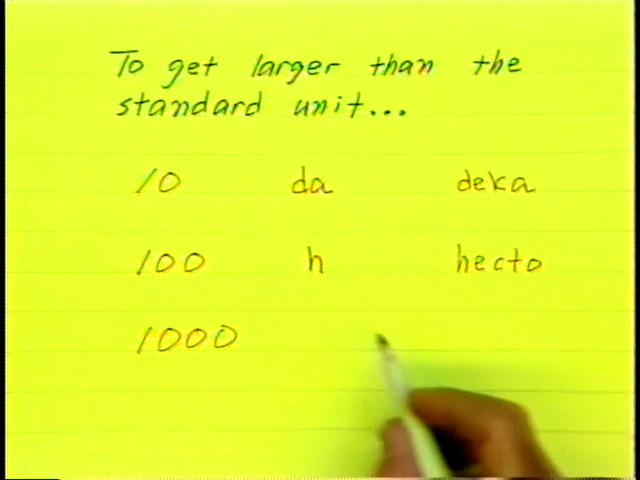 To get larger than the
standard unit...
10 da deka
100 h hecto
1000